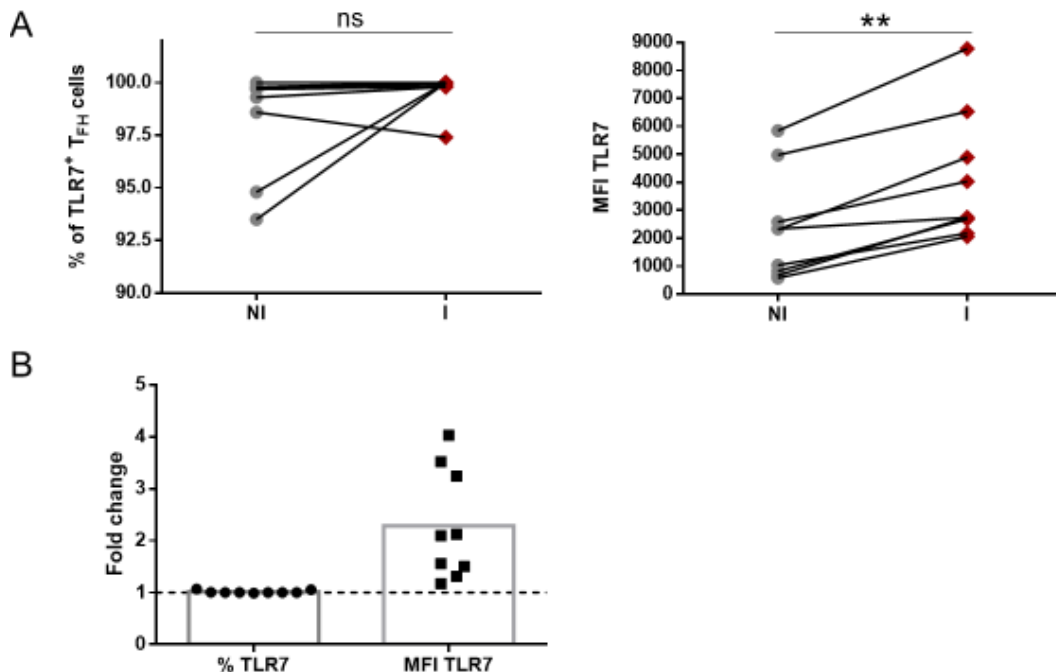 A
ns
% of TLR7+ TFH cells
100.0
97.5
95.0
92.5
90.0
NI
I
**
MFI TLR7
9000
8000
7000
6000
5000
4000
3000
2000
1000
0
NI
I
B
Fold change
5
4
3
2
1
0
% TLR7
MFI TLR7